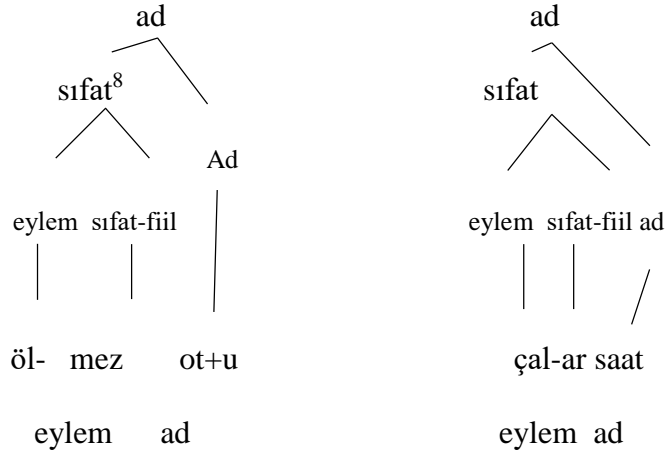 ad ad
sıfat⁸ sıfat
Ad
eylem sıfat-fiil eylem sıfat-fiil ad
öl- mez ot+u çal-ar saat
eylem ad eylem ad